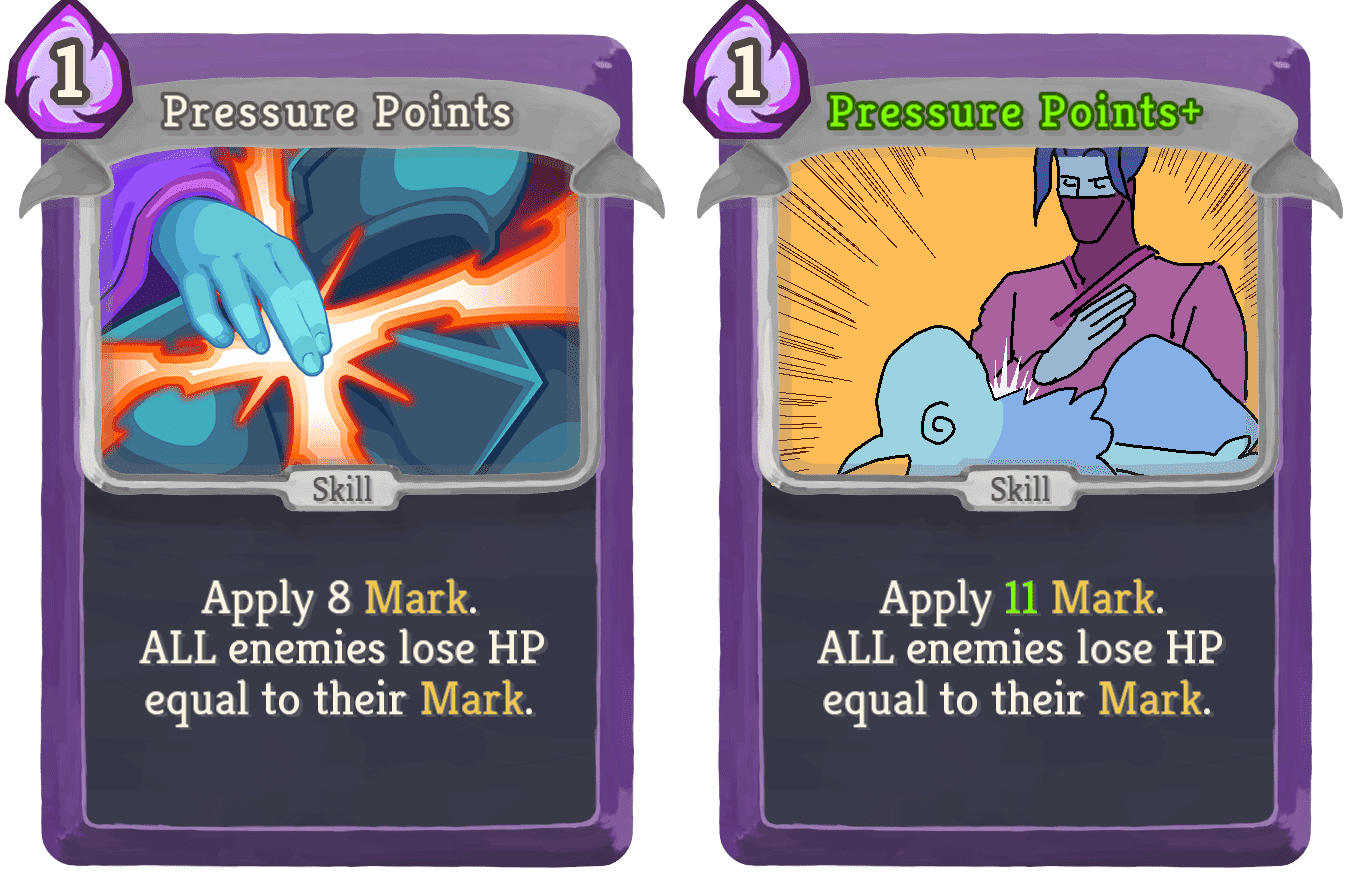 1
Pressure Points
Skill
Apply 8 Mark.
ALL enemies lose HP
equal to their Mark.
1
Pressure Points+
Skill
Apply 11 Mark.
ALL enemies lose HP
equal to their Mark.